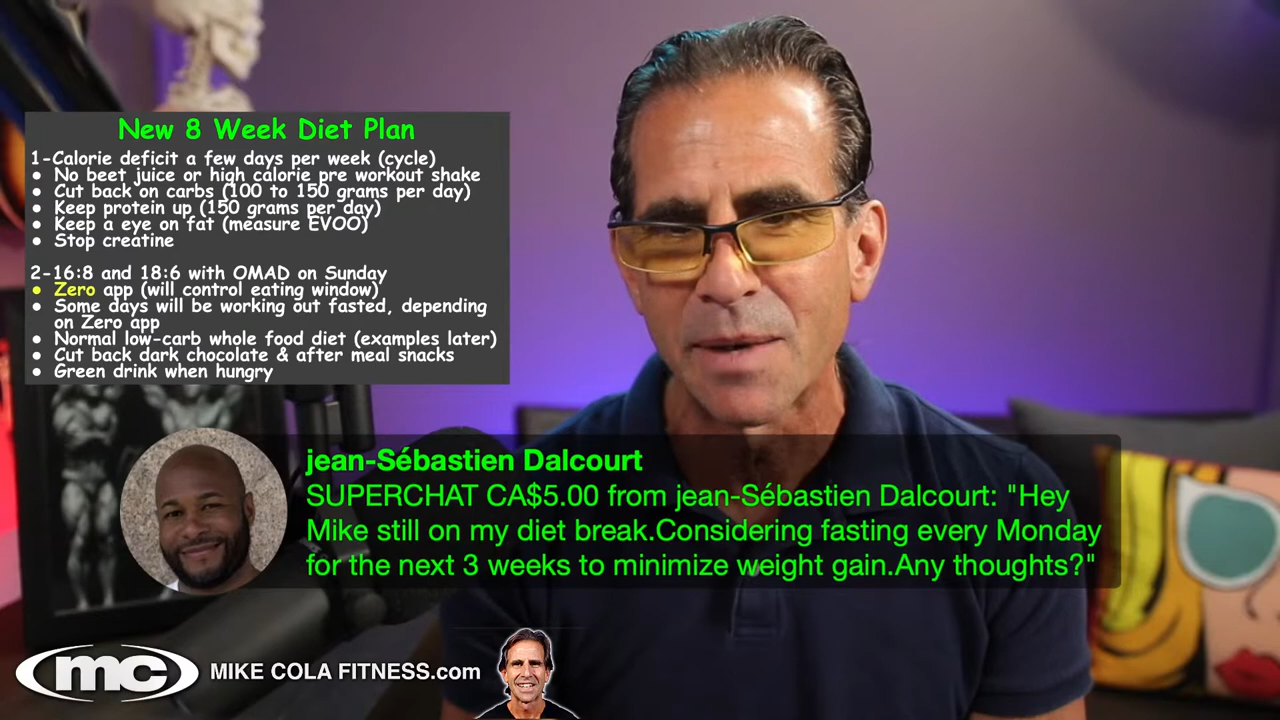 New 8 Week Diet Plan
1-Calorie deficit a few days per week (cycle)
● No beet juice or high calorie pre workout shake
● Cut back on carbs (100 to 150 grams per day)
● Keep protein up (150 grams per day)
● Keep a eye on fat (measure EVOO)
● Stop creatine
2-16:8 and 18:6 with OMAD on Sunday
● Zero app (will control eating window)
● Some days will be working out fasted, depending
on Zero app
● Normal low-carb whole food diet (examples later)
● Cut back dark chocolate & after meal snacks
● Green drink when hungry
jean-Sébastien Dalcourt
SUPERCHAT CA$5.00 from jean-Sébastien Dalcourt: "Hey
Mike still on my diet break.Considering fasting every Monday
for the next 3 weeks to minimize weight gain.Any thoughts?"
mc MIKE COLA FITNESS.com